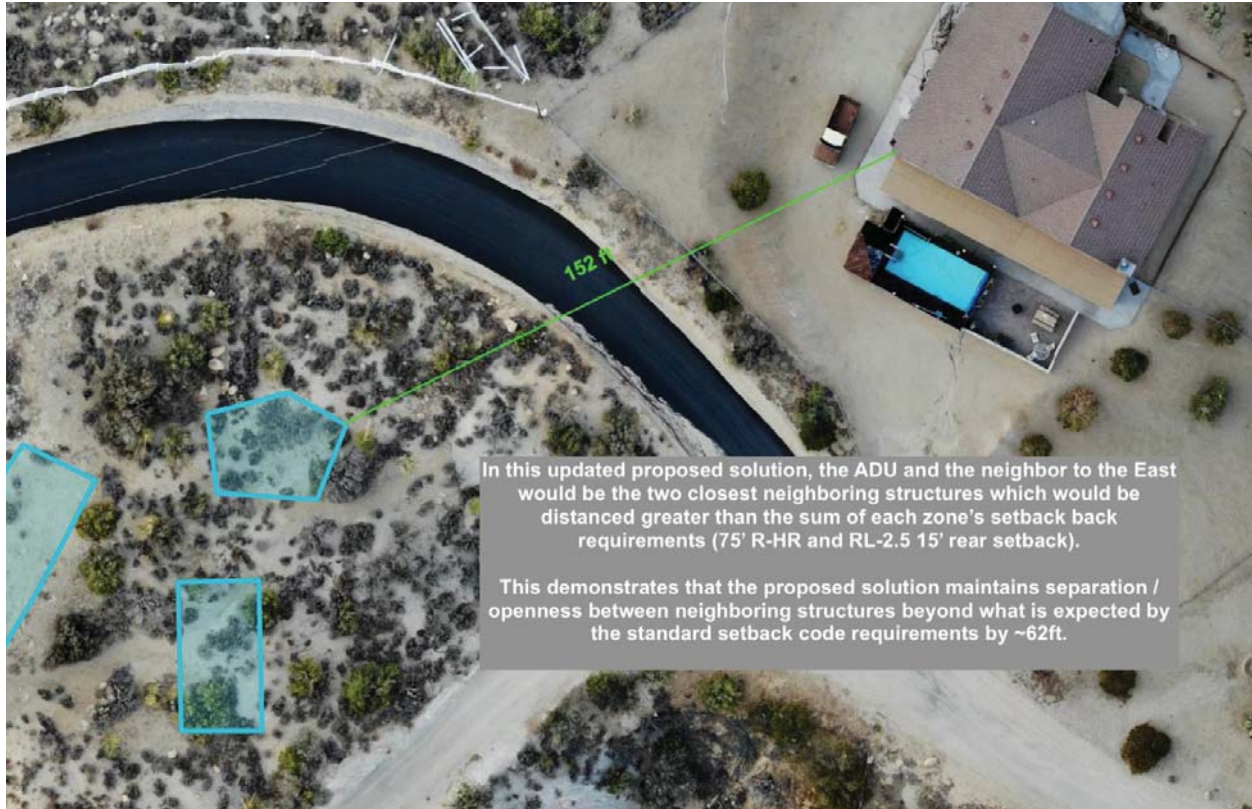 152 ft
In this updated proposed solution, the ADU and the neighbor to the East
would be the two closest neighboring structures which would be
distanced greater than the sum of each zone's setback back
requirements (75' R-HR and RL-2.5 15' rear setback).
This demonstrates that the proposed solution maintains separation /
openness between neighboring structures beyond what is expected by
the standard setback code requirements by ~62ft.